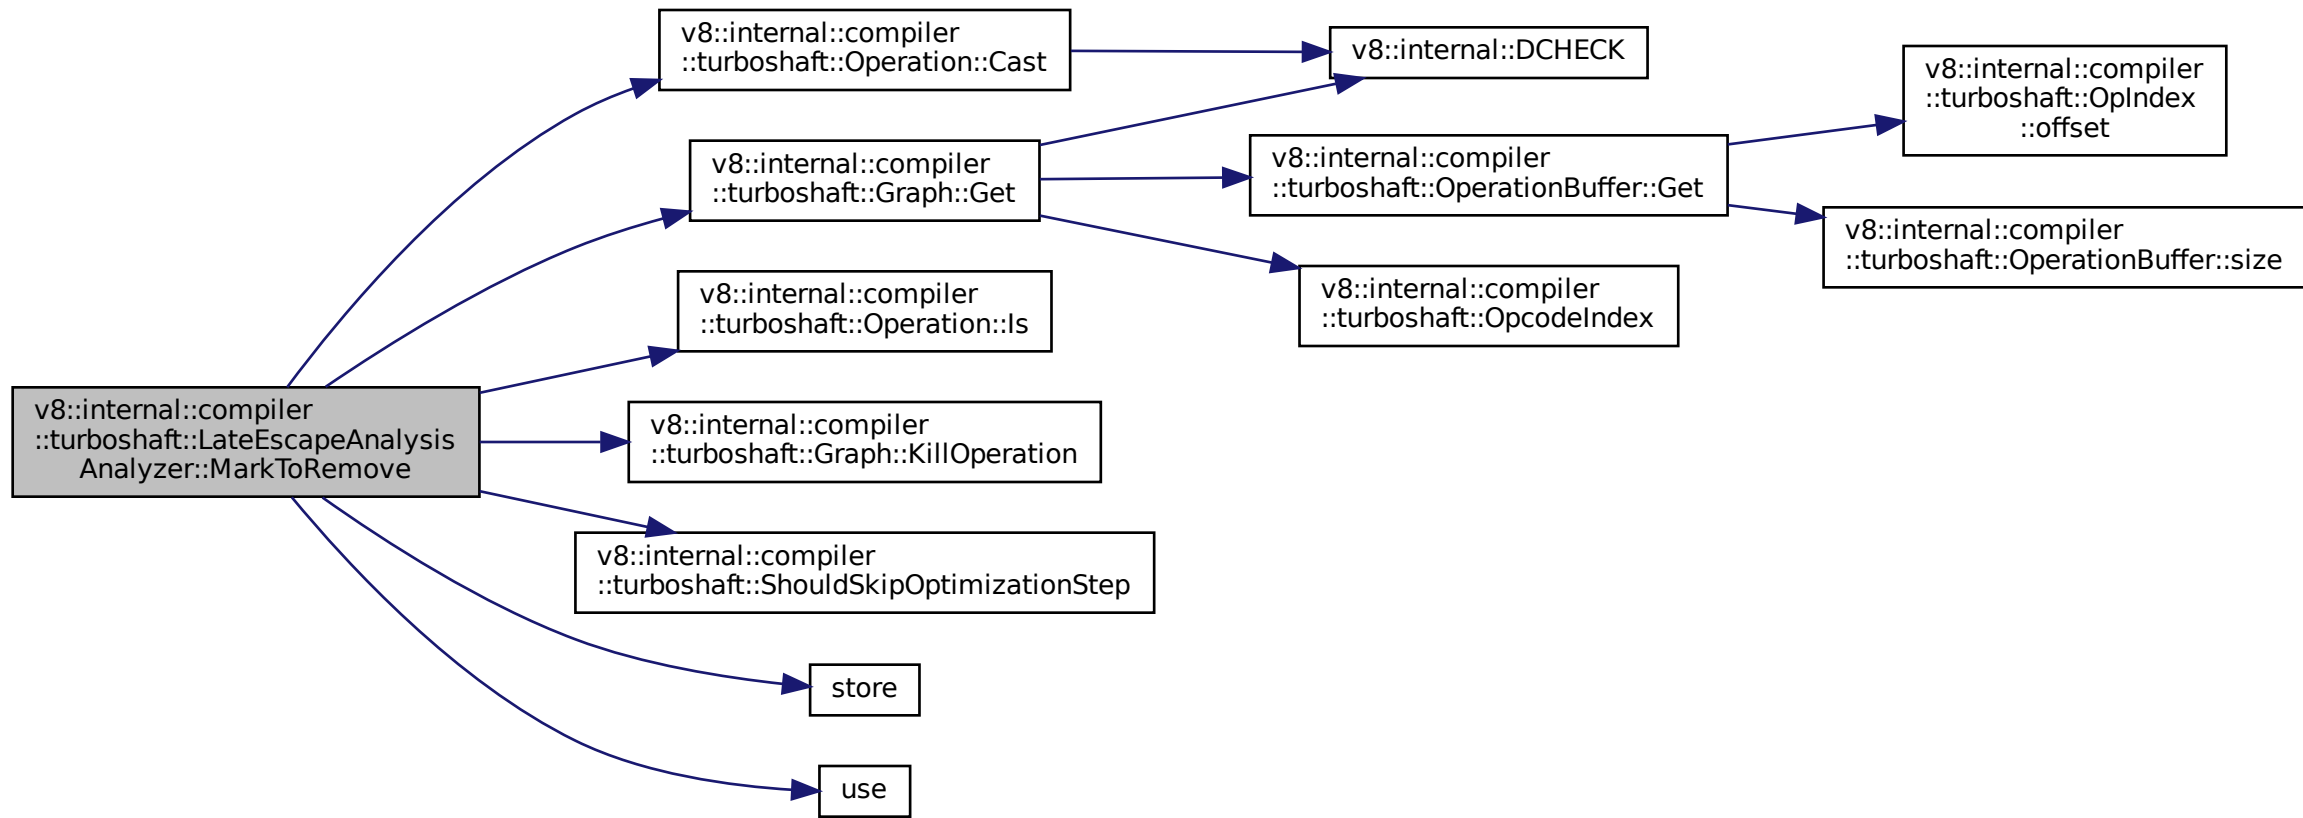 v8::internal::compiler
::turboshaft::LateEscapeAnalysis
Analyzer::MarkToRemove
v8::internal::compiler
::turboshaft::Operation::Cast
v8::internal::DCHECK
v8::internal::compiler
::turboshaft::Graph::Get
v8::internal::compiler
::turboshaft::OperationBuffer::Get
v8::internal::compiler
::turboshaft::OpIndex
::offset
v8::internal::compiler
::turboshaft::OperationBuffer::size
v8::internal::compiler
::turboshaft::OpcodeIndex
v8::internal::compiler
::turboshaft::Operation::Is
v8::internal::compiler
::turboshaft::Graph::KillOperation
v8::internal::compiler
::turboshaft::ShouldSkipOptimizationStep
store
use